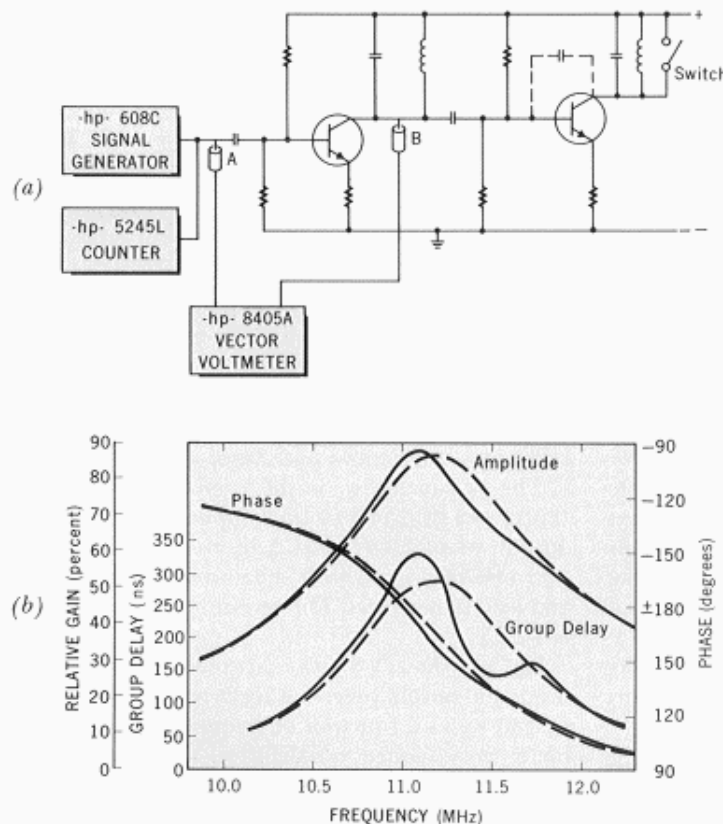 (a)
-hp- 608C
SIGNAL
GENERATOR
-hp- 5245L
COUNTER
-hp- 8405A
VECTOR
VOLTMETER
A
B
+
Switch
−
(b)
RELATIVE GAIN (percent)
90
80
70
60
50
40
30
20
10
0
GROUP DELAY (ns)
350
300
250
200
150
100
50
0
Phase
Amplitude
Group Delay
-90
-120
-150
±180
150
120
90
PHASE (degrees)
10.0 10.5 11.0 11.5 12.0
FREQUENCY (MHz)